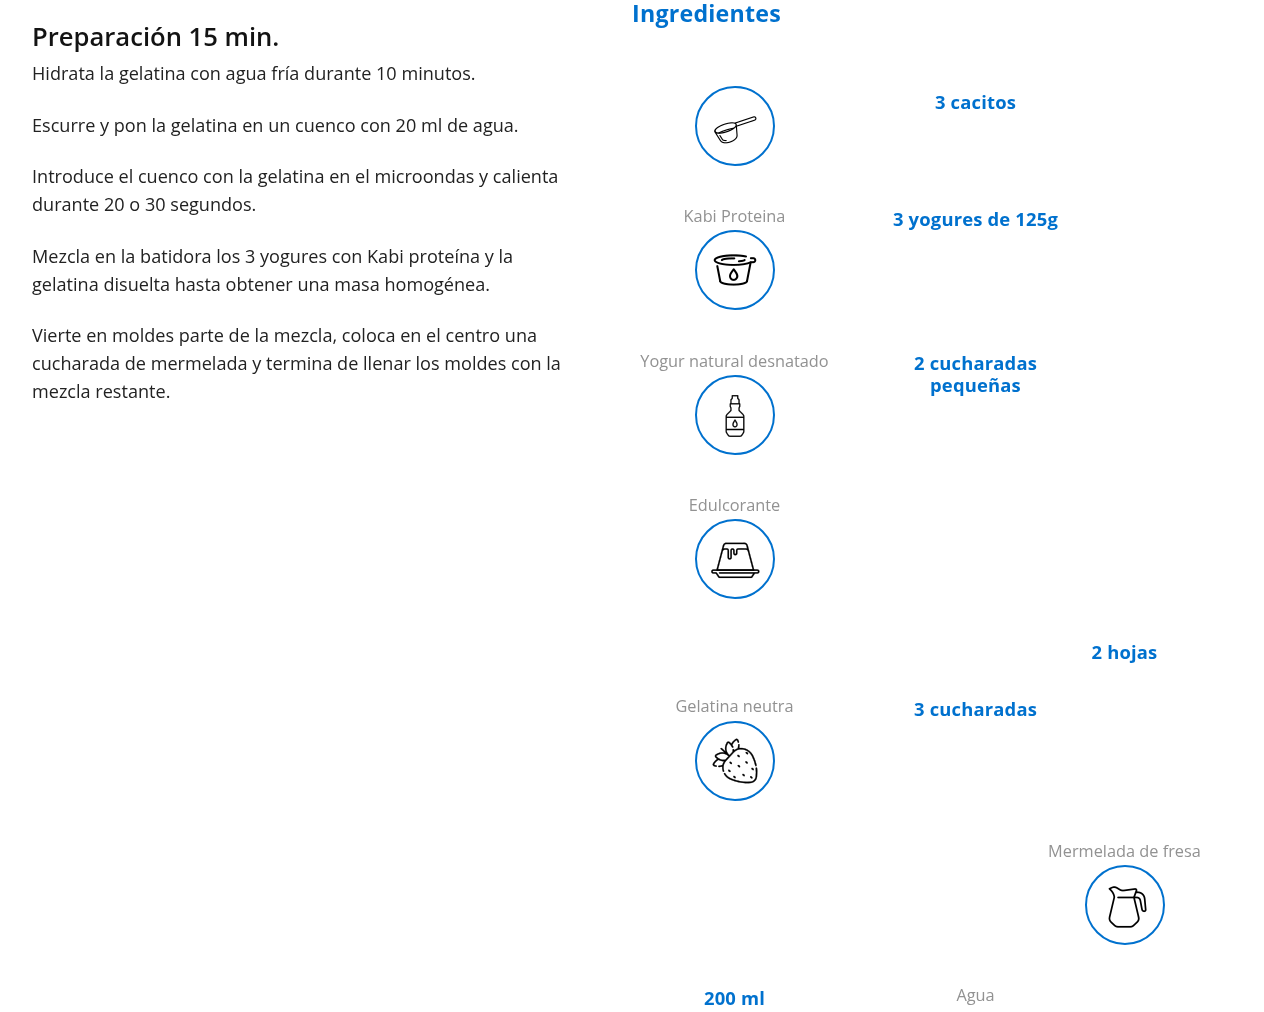 Preparación 15 min.
Hidrata la gelatina con agua fría durante 10 minutos.
Escurre y pon la gelatina en un cuenco con 20 ml de agua.
Introduce el cuenco con la gelatina en el microondas y calienta
durante 20 o 30 segundos.
Mezcla en la batidora los 3 yogures con Kabi proteína y la
gelatina disuelta hasta obtener una masa homogénea.
Vierte en moldes parte de la mezcla, coloca en el centro una
cucharada de mermelada y termina de llenar los moldes con la
mezcla restante.
Ingredientes
3 cacitos
Kabi Proteina
3 yogures de 125g
Yogur natural desnatado
2 cucharadas
pequeñas
Edulcorante
2 hojas
Gelatina neutra
3 cucharadas
Mermelada de fresa
200 ml
Agua